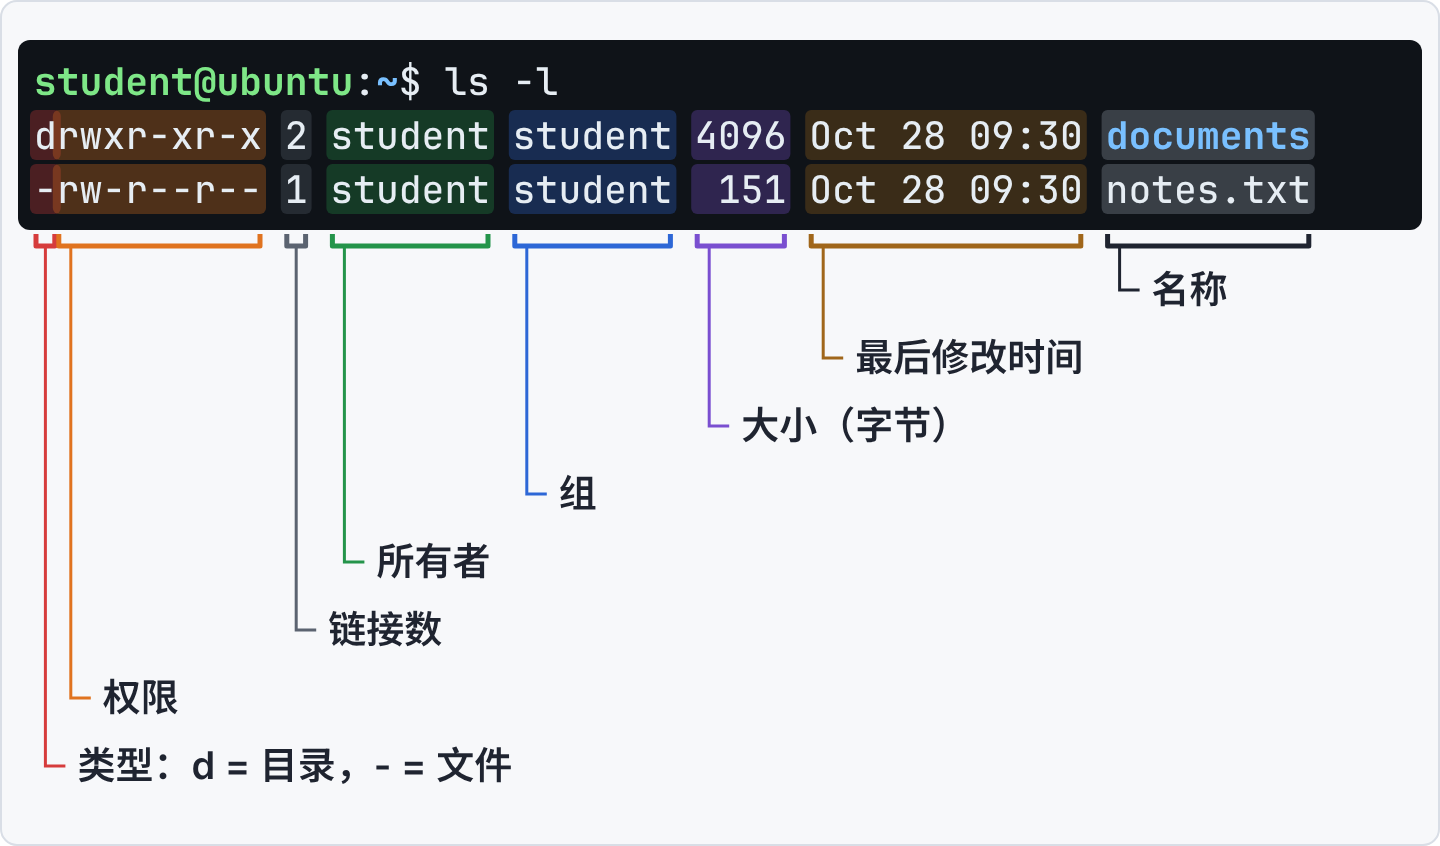 student@ubuntu:~$ ls -l
drwxr-xr-x 2 student student 4096 Oct 28 09:30 documents
-rw-r--r-- 1 student student  151 Oct 28 09:30 notes.txt
名称
最后修改时间
大小（字节）
组
所有者
链接数
权限
类型：d = 目录，- = 文件